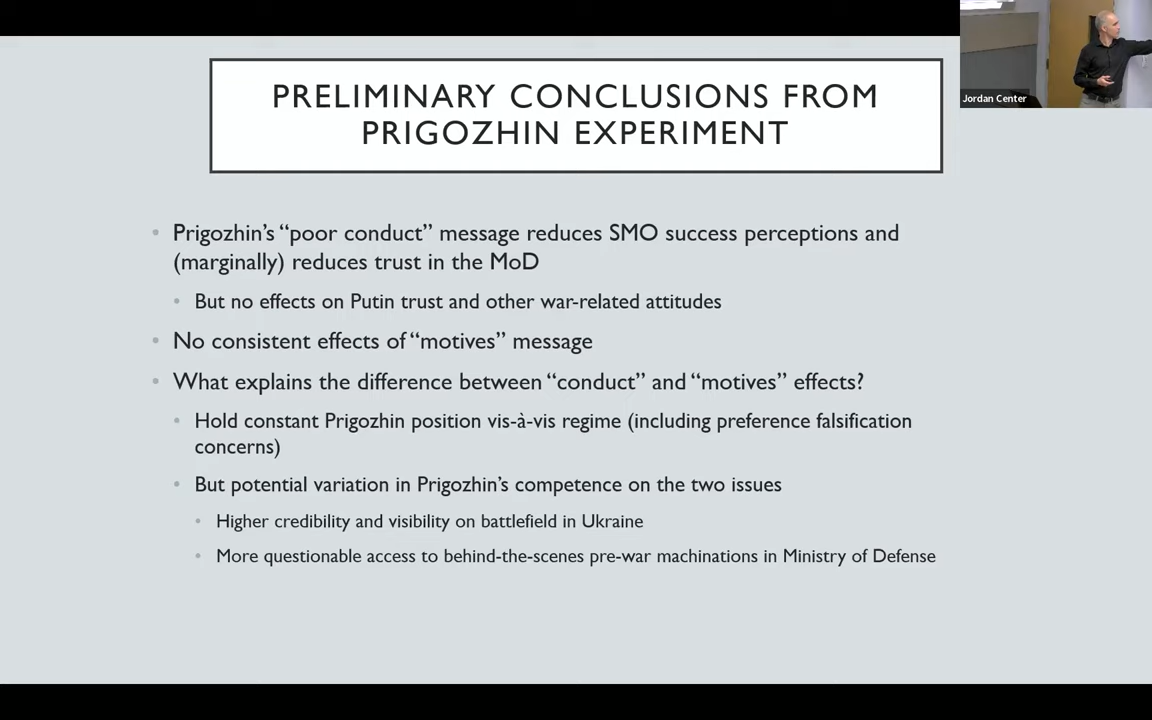 PRELIMINARY CONCLUSIONS FROM
PRIGOZHIN EXPERIMENT
Jordan Center
• Prigozhin's “poor conduct” message reduces SMO success perceptions and
(marginally) reduces trust in the MoD
• But no effects on Putin trust and other war-related attitudes
• No consistent effects of “motives” message
• What explains the difference between “conduct” and “motives” effects?
• Hold constant Prigozhin position vis-à-vis regime (including preference falsification
concerns)
• But potential variation in Prigozhin's competence on the two issues
• Higher credibility and visibility on battlefield in Ukraine
• More questionable access to behind-the-scenes pre-war machinations in Ministry of Defense